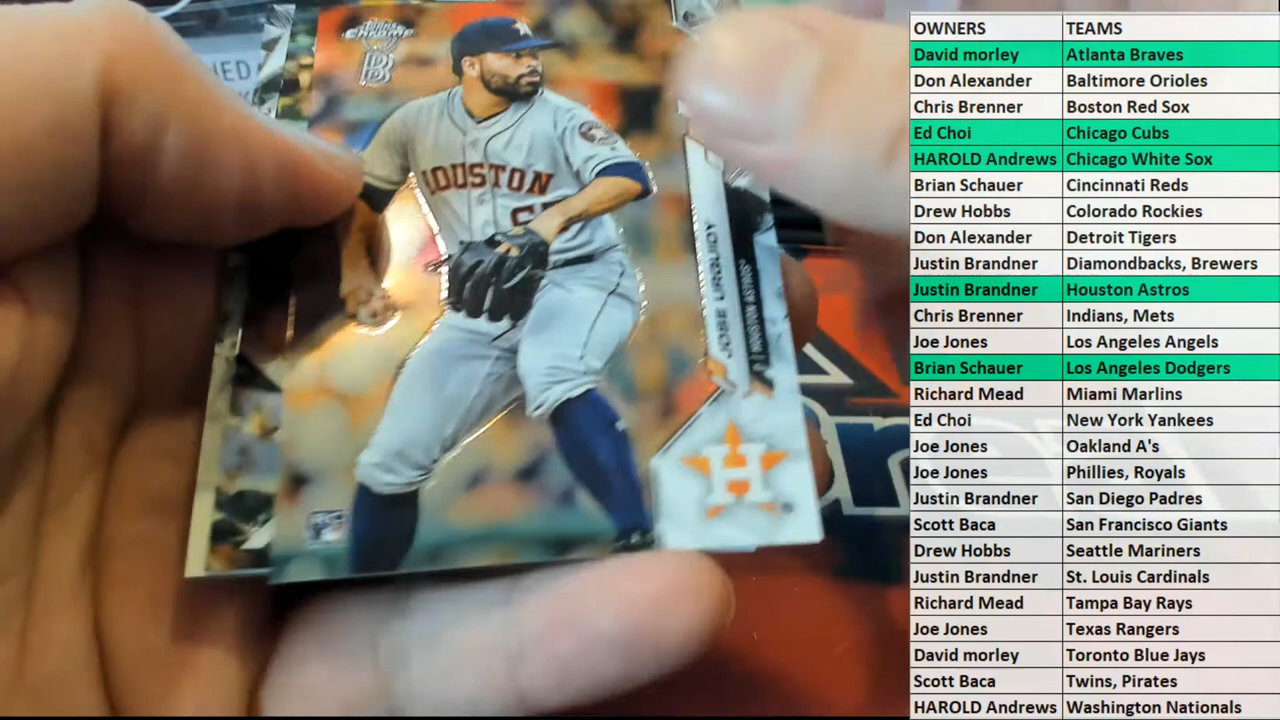 TOPPS
CHROME
B
HOUSTON
JOSE URQUIDY
HOUSTON ASTROS
H
RC
OWNERS TEAMS
David morley Atlanta Braves
Don Alexander Baltimore Orioles
Chris Brenner Boston Red Sox
Ed Choi Chicago Cubs
HAROLD Andrews Chicago White Sox
Brian Schauer Cincinnati Reds
Drew Hobbs Colorado Rockies
Don Alexander Detroit Tigers
Justin Brandner Diamondbacks, Brewers
Justin Brandner Houston Astros
Chris Brenner Indians, Mets
Joe Jones Los Angeles Angels
Brian Schauer Los Angeles Dodgers
Richard Mead Miami Marlins
Ed Choi New York Yankees
Joe Jones Oakland A's
Joe Jones Phillies, Royals
Justin Brandner San Diego Padres
Scott Baca San Francisco Giants
Drew Hobbs Seattle Mariners
Justin Brandner St. Louis Cardinals
Richard Mead Tampa Bay Rays
Joe Jones Texas Rangers
David morley Toronto Blue Jays
Scott Baca Twins, Pirates
HAROLD Andrews Washington Nationals